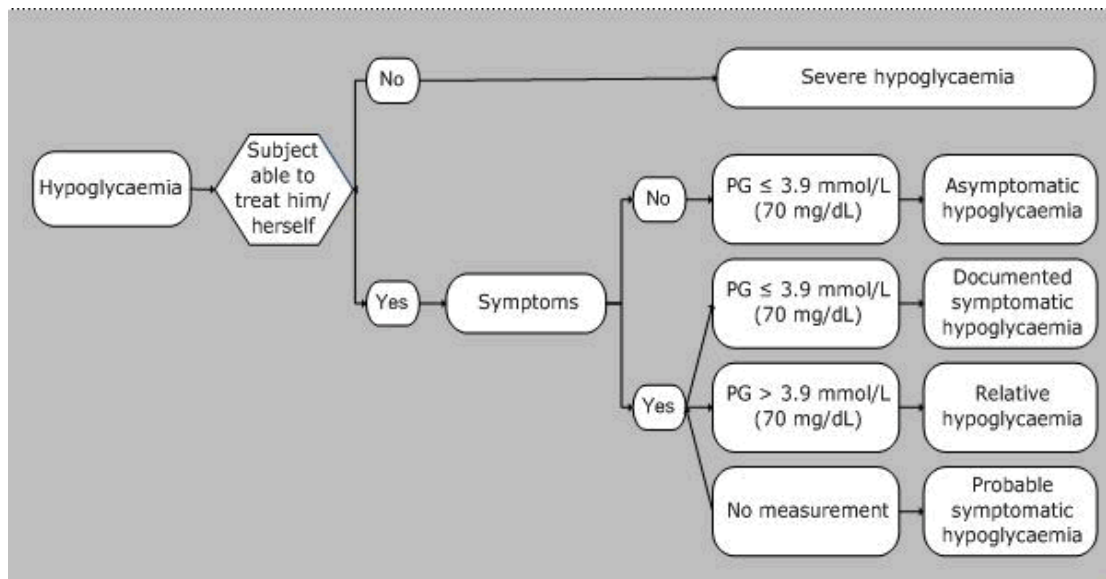 Hypoglycaemia
Subject
able to
treat him/
herself
No
Severe hypoglycaemia
Yes
Symptoms
No
PG ≤ 3.9 mmol/L
(70 mg/dL)
Asymptomatic
hypoglycaemia
Yes
PG ≤ 3.9 mmol/L
(70 mg/dL)
Documented
symptomatic
hypoglycaemia
PG > 3.9 mmol/L
(70 mg/dL)
Relative
hypoglycaemia
No measurement
Probable
symptomatic
hypoglycaemia